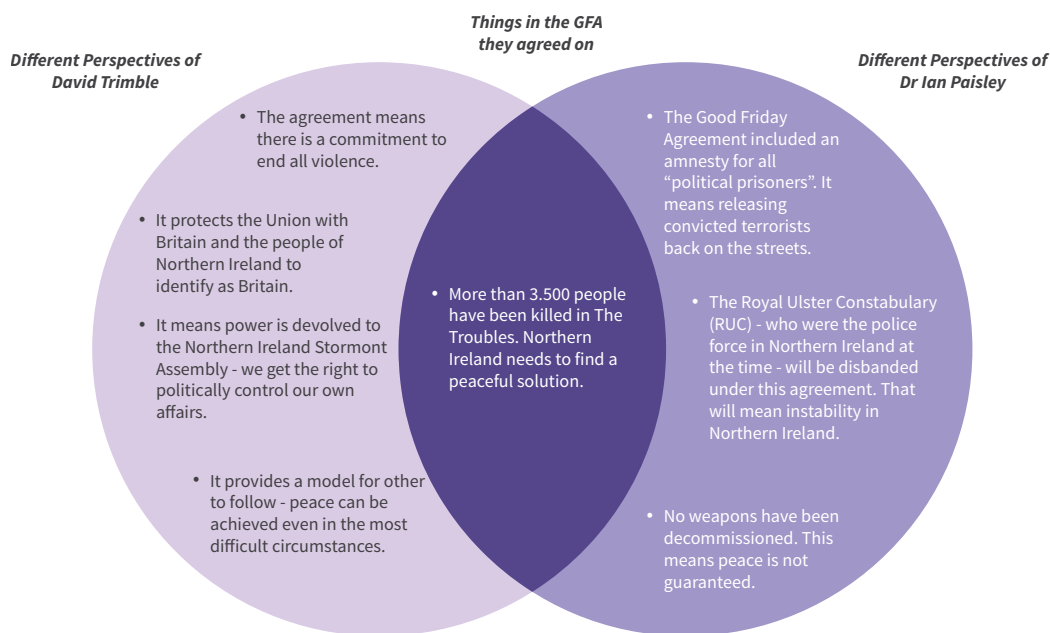 Things in the GFA
they agreed on
Different Perspectives of
David Trimble
Different Perspectives of
Dr Ian Paisley
• The agreement means
there is a commitment to
end all violence.
• It protects the Union with
Britain and the people of
Northern Ireland to
identify as Britain.
• It means power is devolved to
the Northern Ireland Stormont
Assembly - we get the right to
politically control our own
affairs.
• It provides a model for other
to follow - peace can be
achieved even in the most
difficult circumstances.
• More than 3.500 people
have been killed in The
Troubles. Northern
Ireland needs to find a
peaceful solution.
• The Good Friday
Agreement included an
amnesty for all
“political prisoners”. It
means releasing
convicted terrorists
back on the streets.
• The Royal Ulster Constabulary
(RUC) - who were the police
force in Northern Ireland at
the time - will be disbanded
under this agreement. That
will mean instability in
Northern Ireland.
• No weapons have been
decommissioned. This
means peace is not
guaranteed.